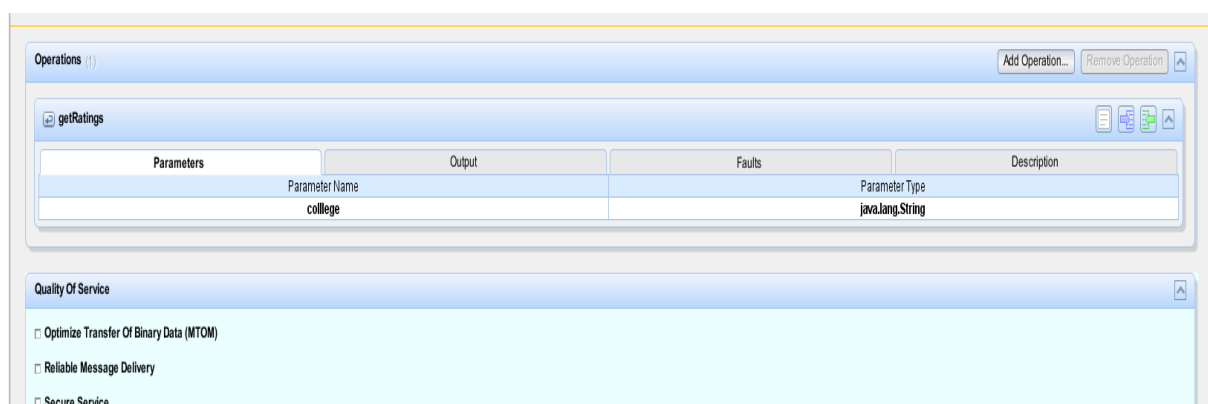 Operations (1) Add Operation... Remove Operation
getRatings
Parameters Output Faults Description
Parameter Name Parameter Type
colllege java.lang.String
Quality Of Service
Optimize Transfer Of Binary Data (MTOM)
Reliable Message Delivery
Secure Service